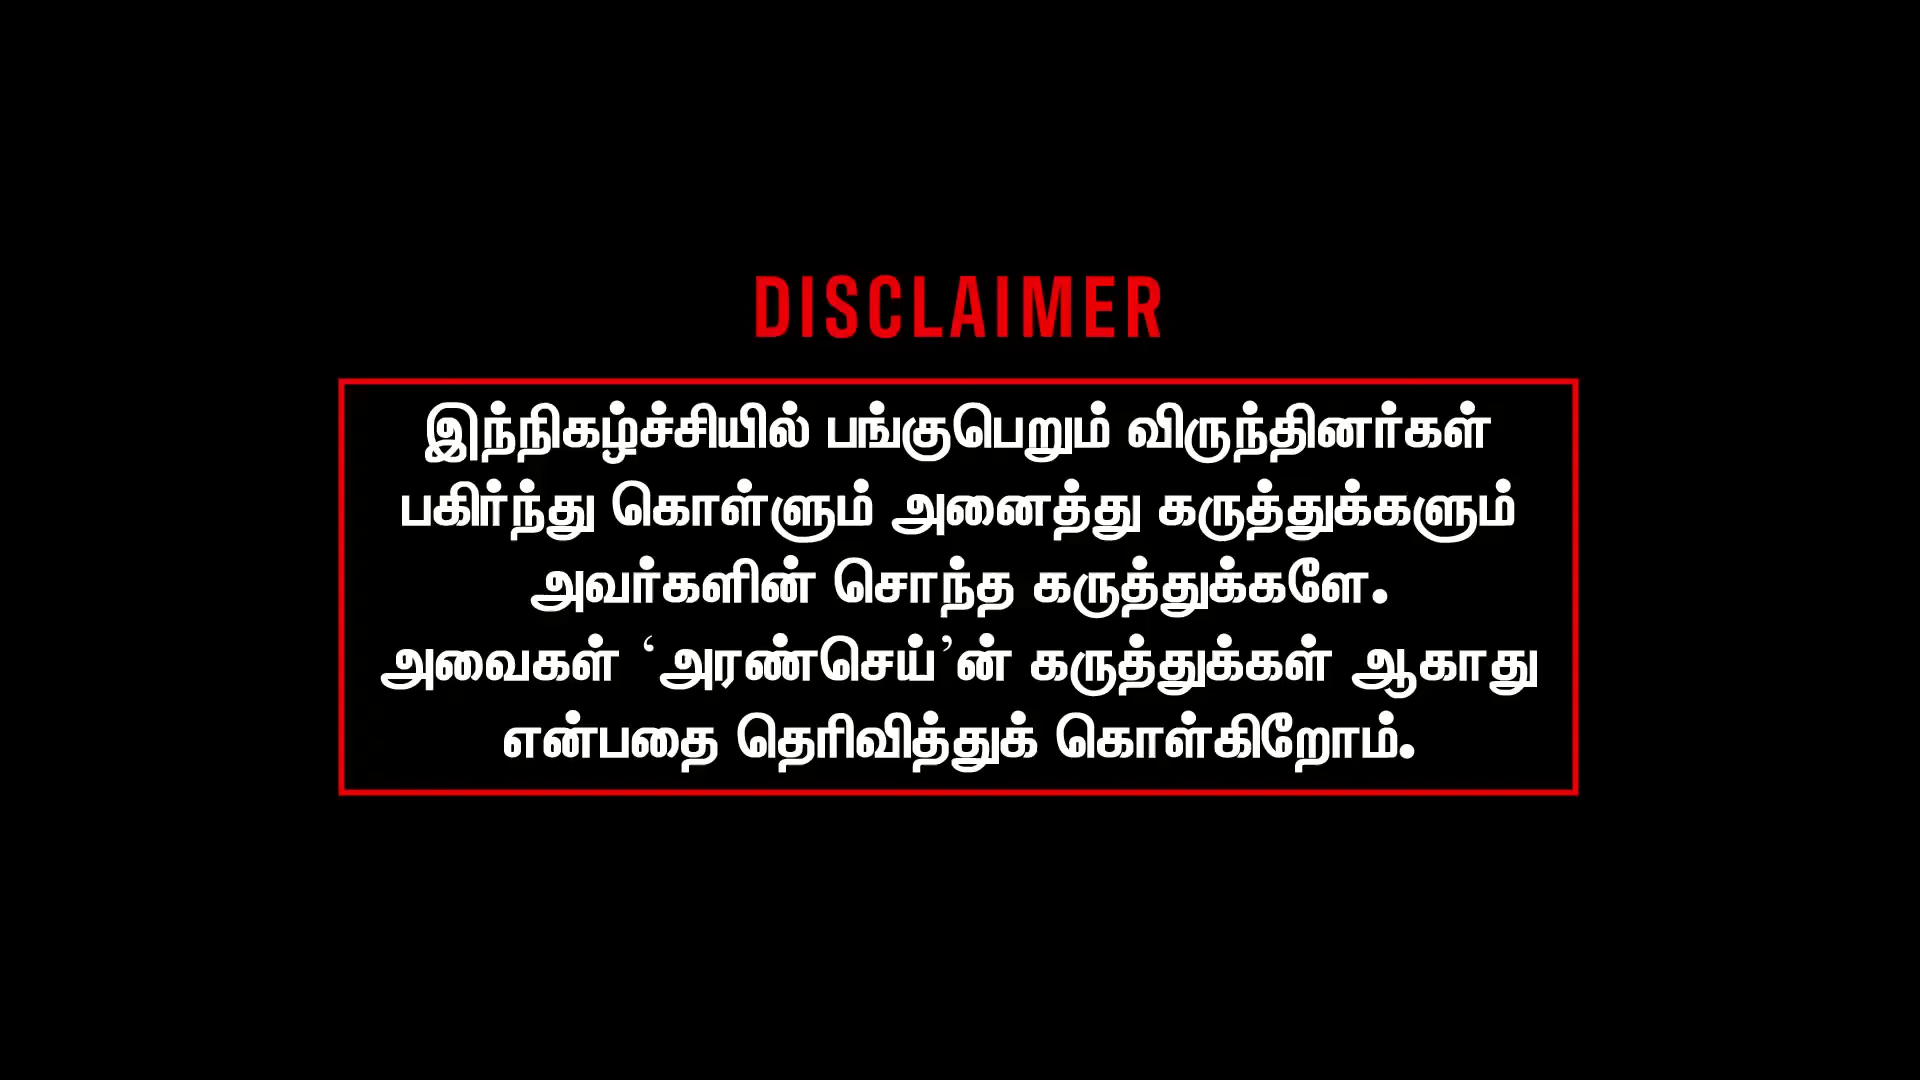 DISCLAIMER
இந்நிகழ்ச்சியில் பங்குபெறும் விருந்தினர்கள்
பகிர்ந்து கொள்ளும் அனைத்து கருத்துக்களும்
அவர்களின் சொந்த கருத்துக்களே.
அவைகள் ‘அரண்செய்’ன் கருத்துக்கள் ஆகாது
என்பதை தெரிவித்துக் கொள்கிறோம்.